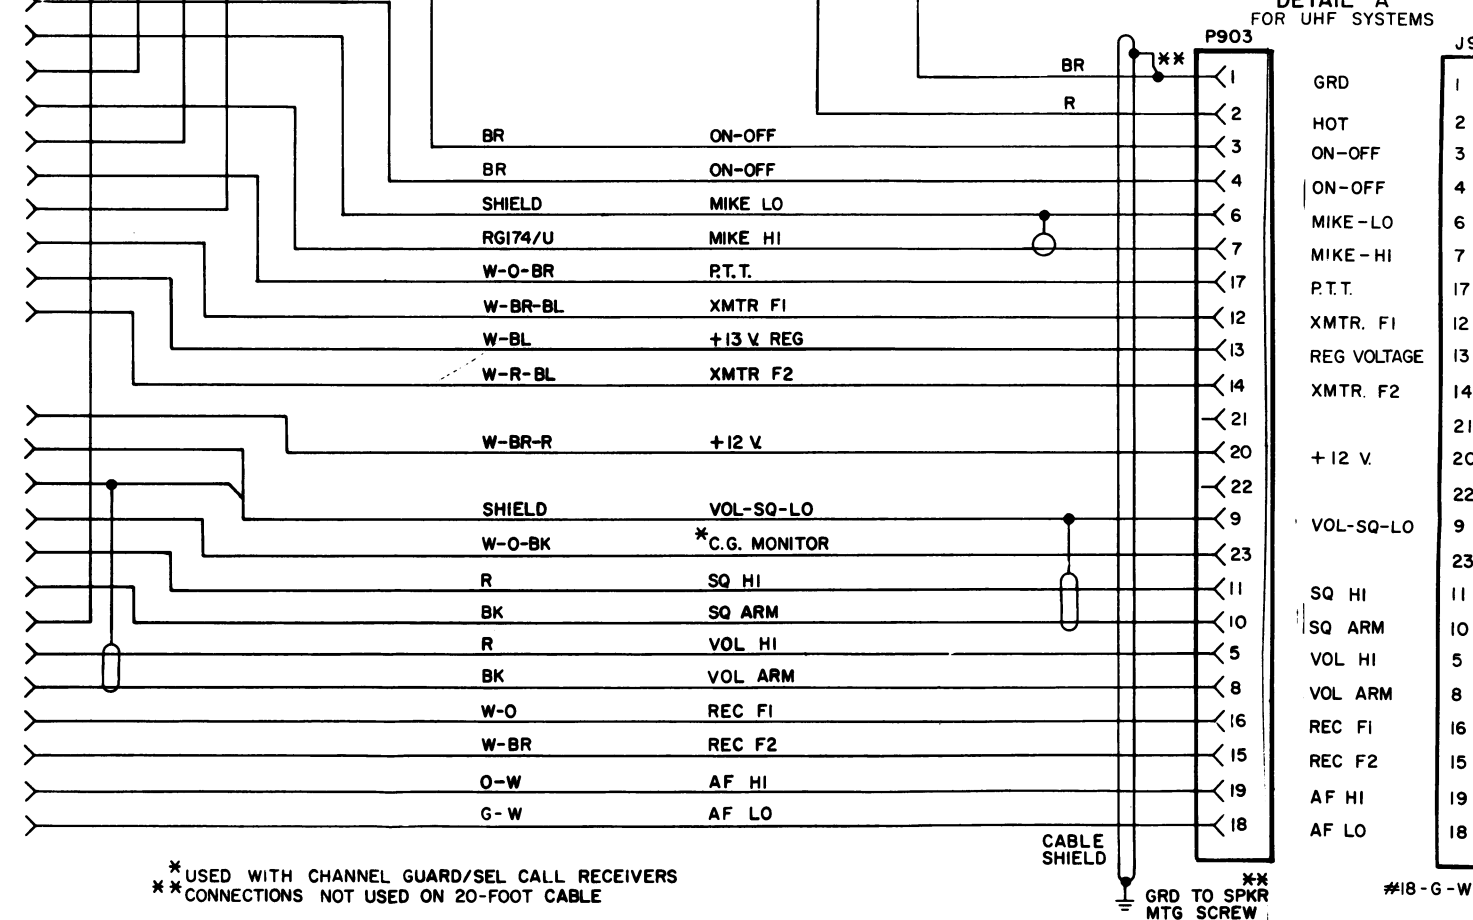 DETAIL A
FOR UHF SYSTEMS
P903
BR ** 1 GRD 1
R 2 HOT 2
BR ON-OFF 3 ON-OFF 3
BR ON-OFF 4 ON-OFF 4
SHIELD MIKE LO 6 MIKE-LO 6
RG174/U MIKE HI 7 MIKE-HI 7
W-O-BR P.T.T. 17 P.T.T. 17
W-BR-BL XMTR F1 12 XMTR. F1 12
W-BL +13 V. REG 13 REG VOLTAGE 13
W-R-BL XMTR F2 14 XMTR. F2 14
21 21
W-BR-R +12 V. 20 +12 V. 20
22 22
SHIELD VOL-SQ-LO 9 VOL-SQ-LO 9
W-O-BK *C.G. MONITOR 23 23
R SQ HI 11 SQ HI 11
BK SQ ARM 10 SQ ARM 10
R VOL HI 5 VOL HI 5
BK VOL ARM 8 VOL ARM 8
W-O REC F1 16 REC F1 16
W-BR REC F2 15 REC F2 15
O-W AF HI 19 AF HI 19
G-W AF LO 18 AF LO 18
CABLE
SHIELD
*USED WITH CHANNEL GUARD/SEL CALL RECEIVERS
**CONNECTIONS NOT USED ON 20-FOOT CABLE
**
GRD TO SPKR
MTG SCREW
#18-G-W